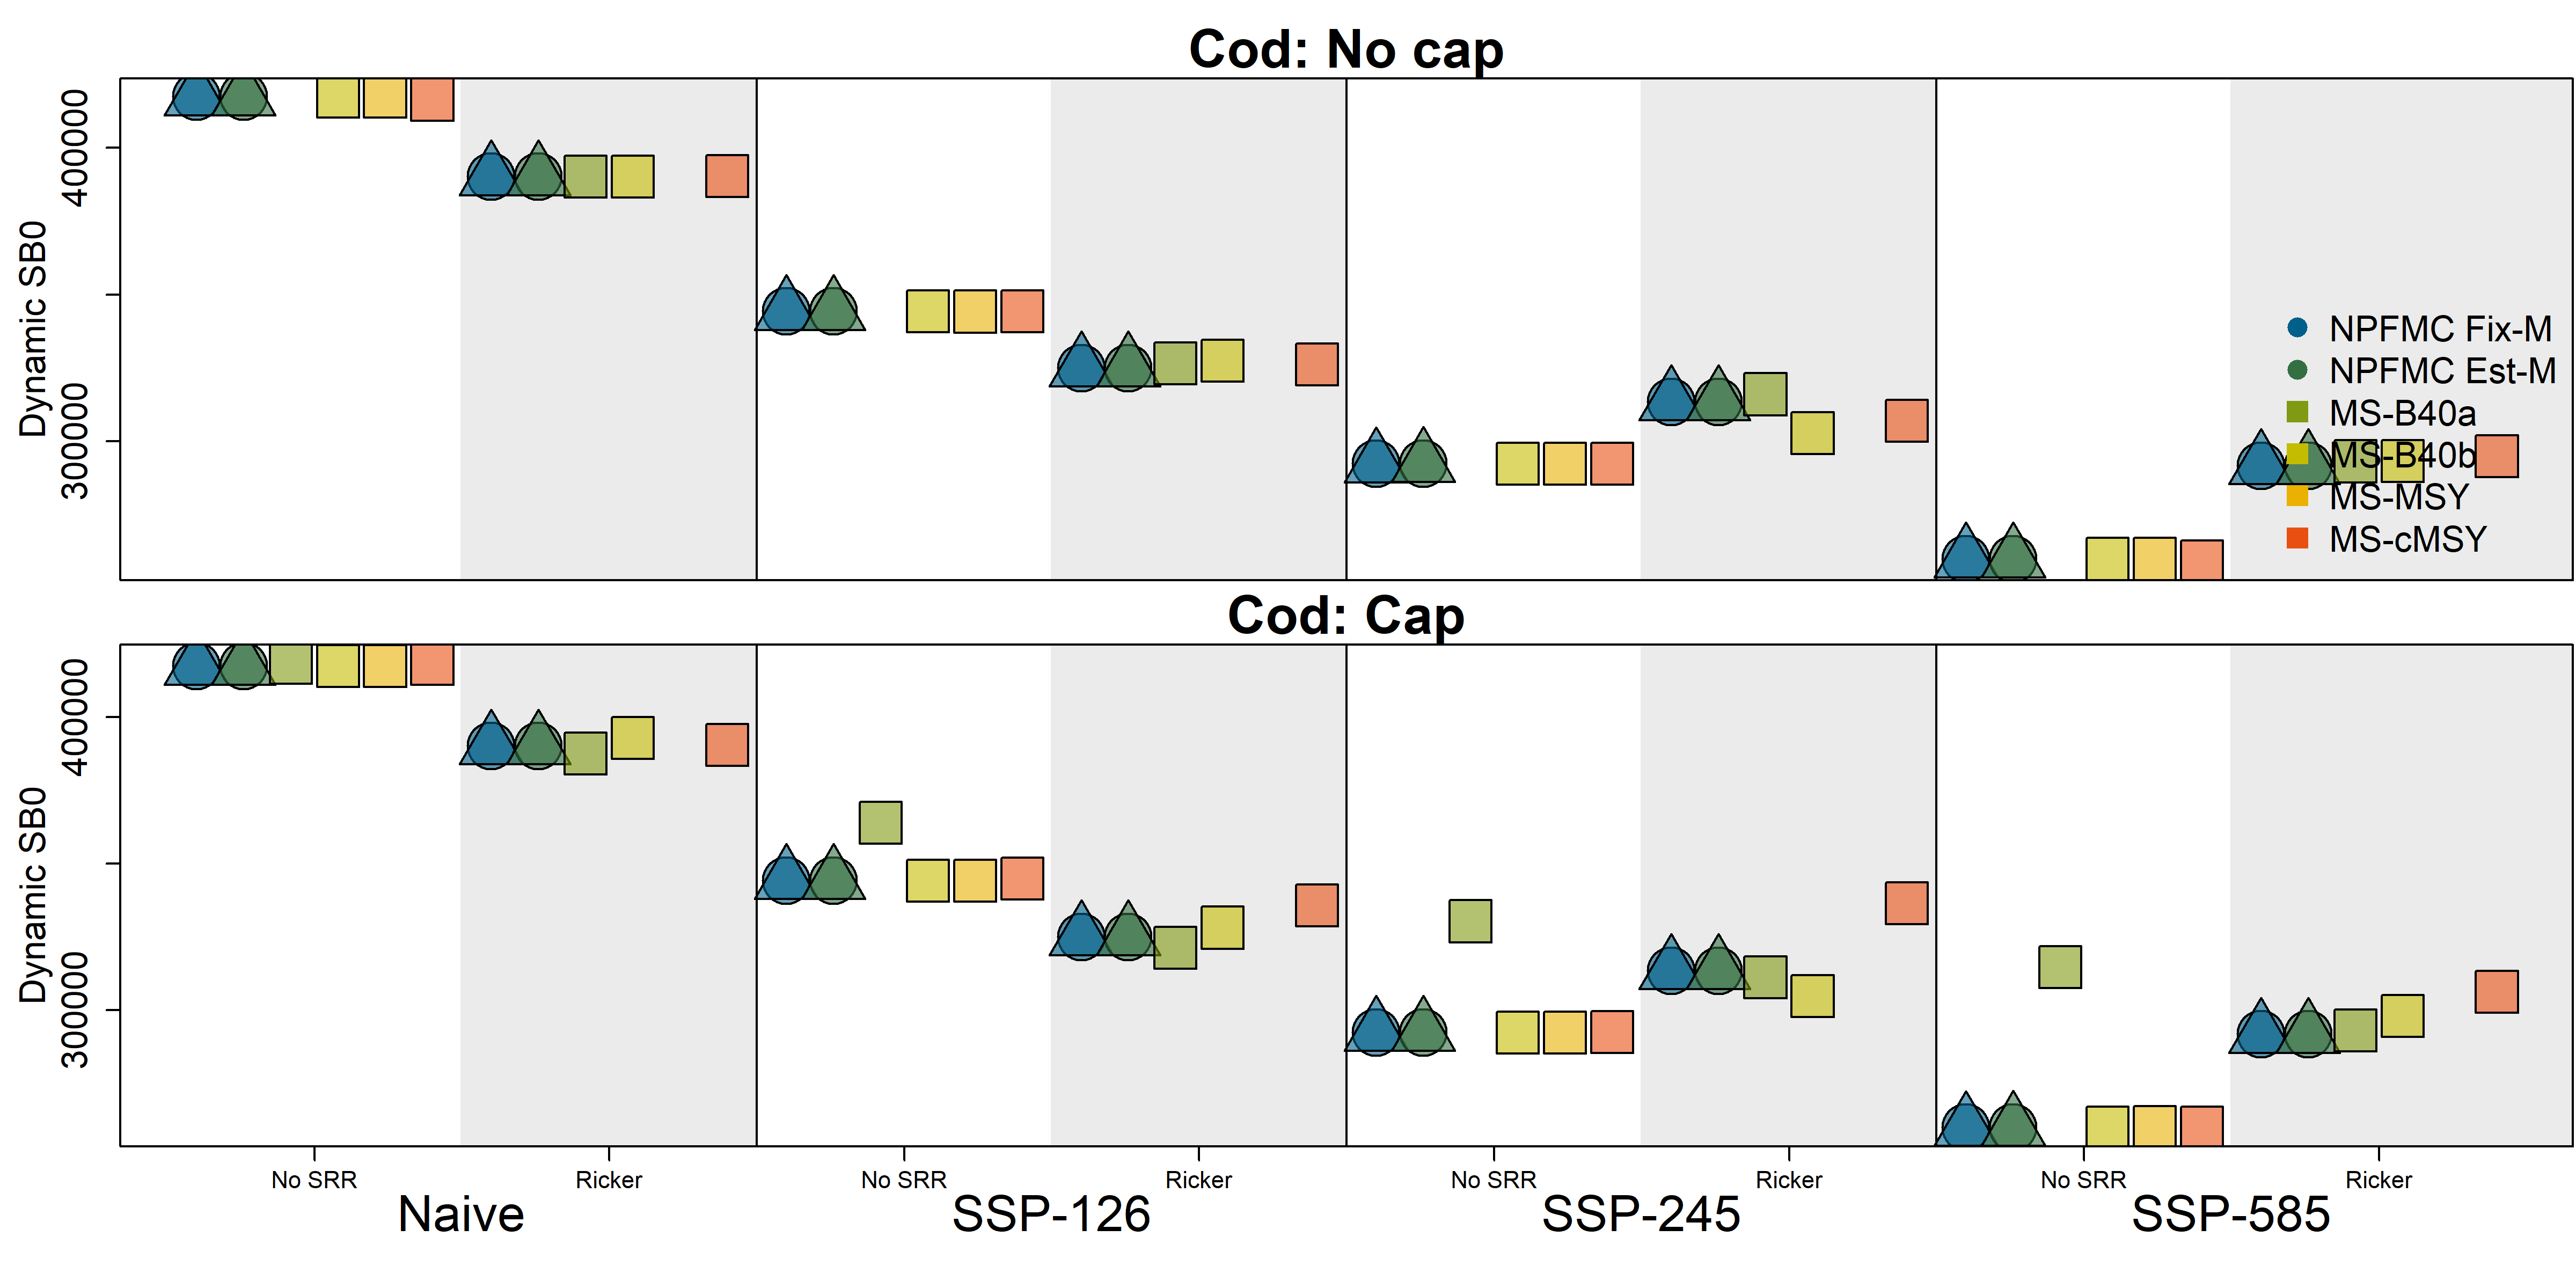 Cod: No cap
400000
300000
Dynamic SB0
NPFMC Fix-M
NPFMC Est-M
MS-B40a
MS-B40b
MS-MSY
MS-cMSY
Cod: Cap
400000
300000
Dynamic SB0
No SRR Ricker No SRR Ricker No SRR Ricker No SRR Ricker
Naive SSP-126 SSP-245 SSP-585